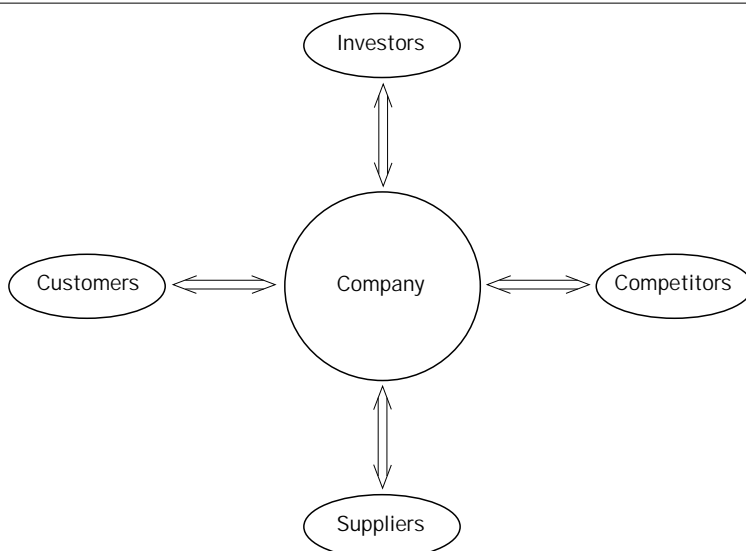 Investors
Customers
Company
Competitors
Suppliers